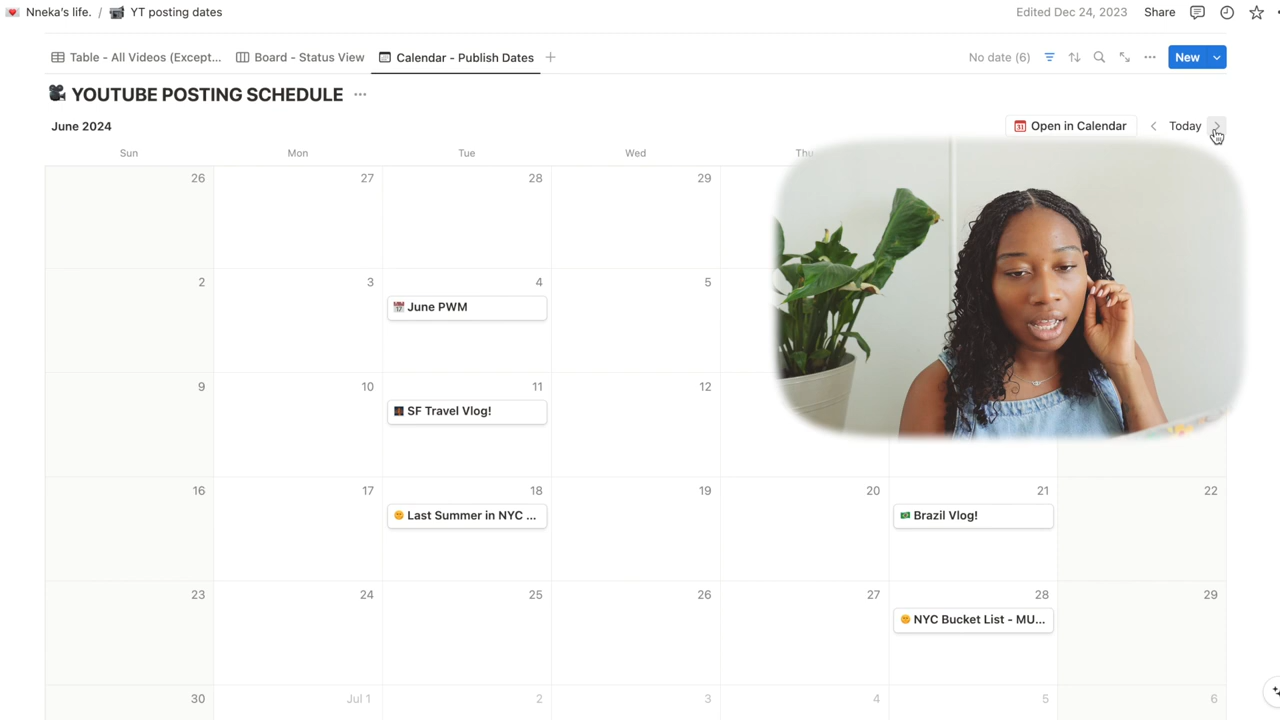 Nneka's life. / YT posting dates
Edited Dec 24, 2023 Share
Table - All Videos (Except... Board - Status View Calendar - Publish Dates
No date (6) New
YOUTUBE POSTING SCHEDULE
June 2024
Open in Calendar Today
Sun Mon Tue Wed Thu
26 27 28 29
2 3 4 5
June PWM
9 10 11 12
SF Travel Vlog!
16 17 18 19 20 21 22
Last Summer in NYC ... Brazil Vlog!
23 24 25 26 27 28 29
NYC Bucket List - MU...
30 Jul 1 2 3 4 5 6